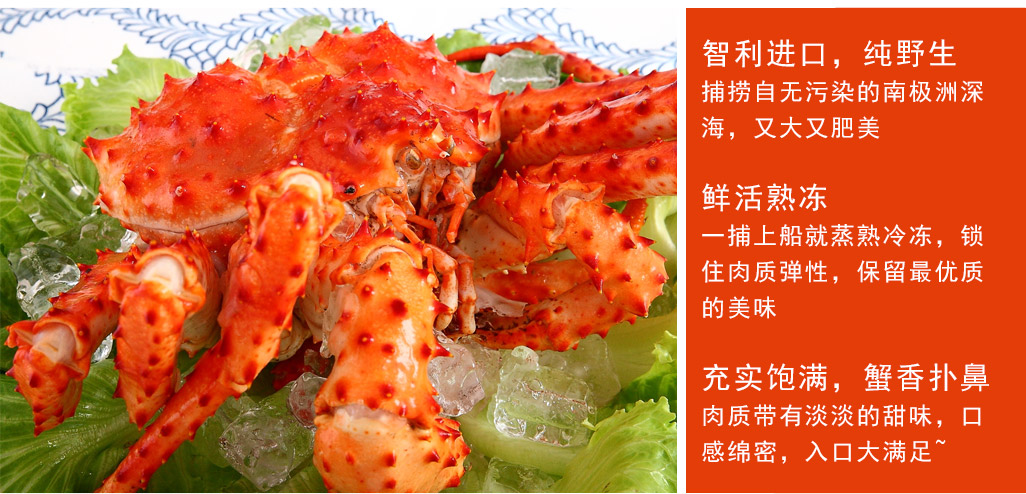 智利进口，纯野生
捕捞自无污染的南极洲深
海，又大又肥美
鲜活熟冻
一捕上船就蒸熟冷冻，锁
住肉质弹性，保留最优质
的美味
充实饱满，蟹香扑鼻
肉质带有淡淡的甜味，口
感绵密，入口大满足~